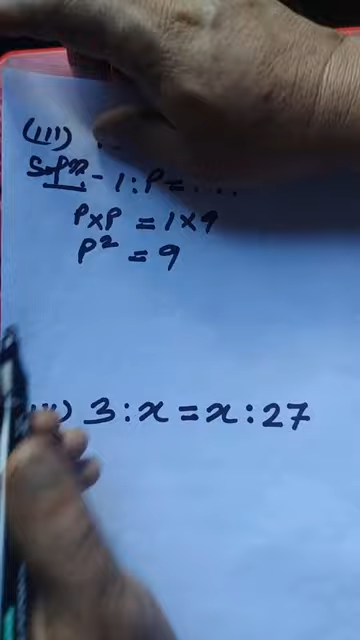 (III)
Solⁿ - 1 : P =
P×P = 1×9
P² = 9
) 3 : x = x : 27